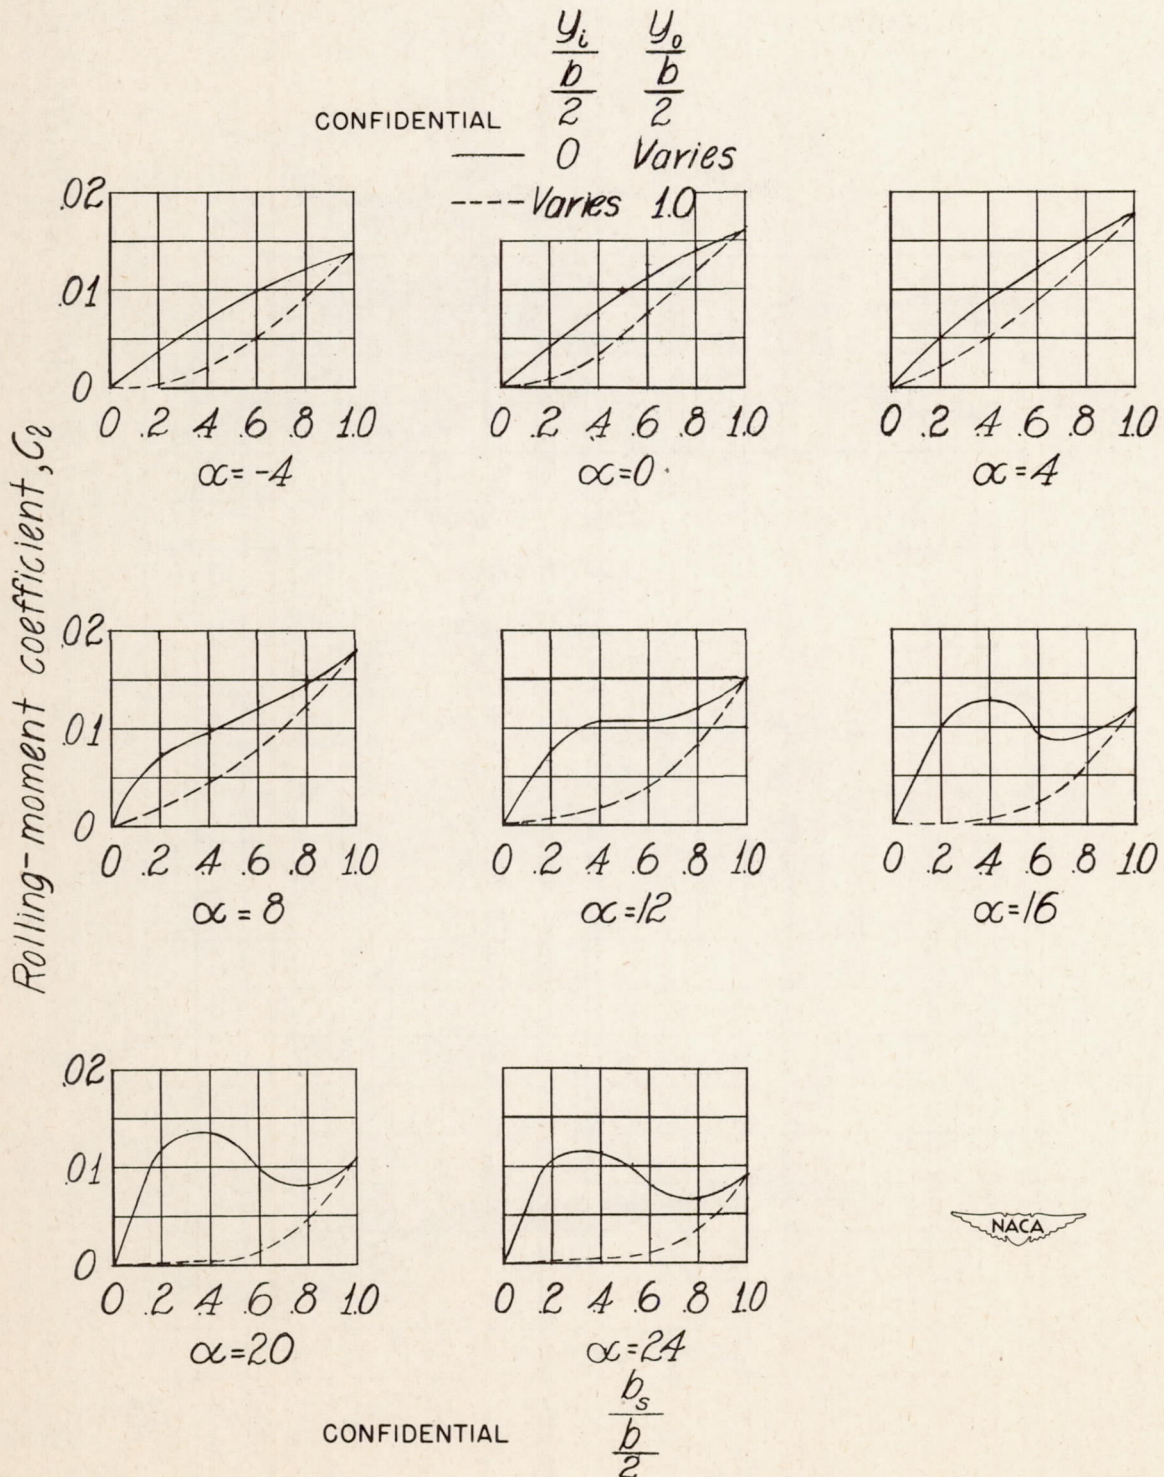 y_i y_o
b b
2 2
CONFIDENTIAL
0 Varies
Varies 1.0
.02
.01
0
0 .2 .4 .6 .8 1.0
α=-4
0 .2 .4 .6 .8 1.0
α=0
0 .2 .4 .6 .8 1.0
α=4
Rolling-moment coefficient, C_l
.02
.01
0
0 .2 .4 .6 .8 1.0
α=8
0 .2 .4 .6 .8 1.0
α=12
0 .2 .4 .6 .8 1.0
α=16
.02
.01
0
0 .2 .4 .6 .8 1.0
α=20
0 .2 .4 .6 .8 1.0
α=24
NACA
b_s
b
2
CONFIDENTIAL